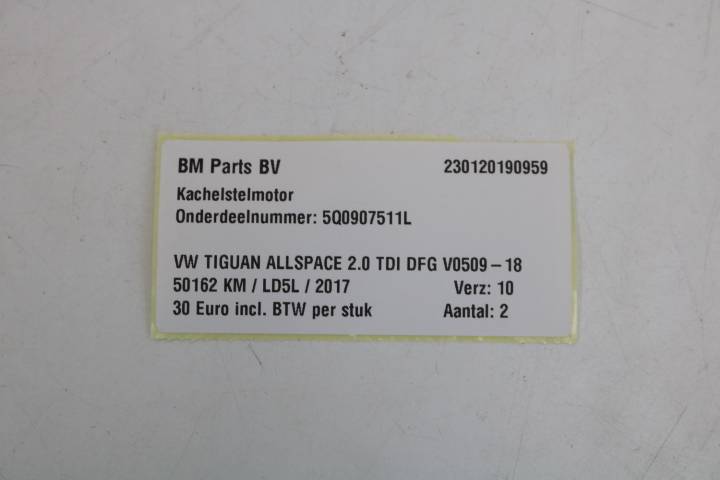 BM Parts BV 230120190959
Kachelstelmotor
Onderdeelnummer: 5Q0907511L
VW TIGUAN ALLSPACE 2.0 TDI DFG V0509-18
50162 KM / LD5L / 2017 Verz: 10
30 Euro incl. BTW per stuk Aantal: 2